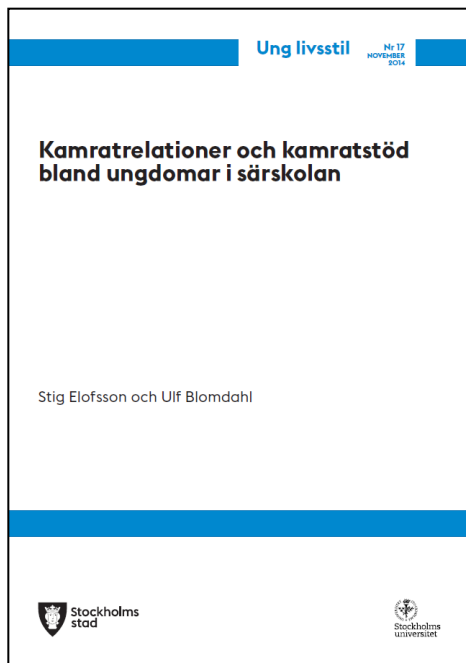 Ung livsstil
Nr 17
NOVEMBER
2014
Kamratrelationer och kamratstöd
bland ungdomar i särskolan
Stig Elofsson och Ulf Blomdahl
Stockholms
stad
Stockholms
universitet